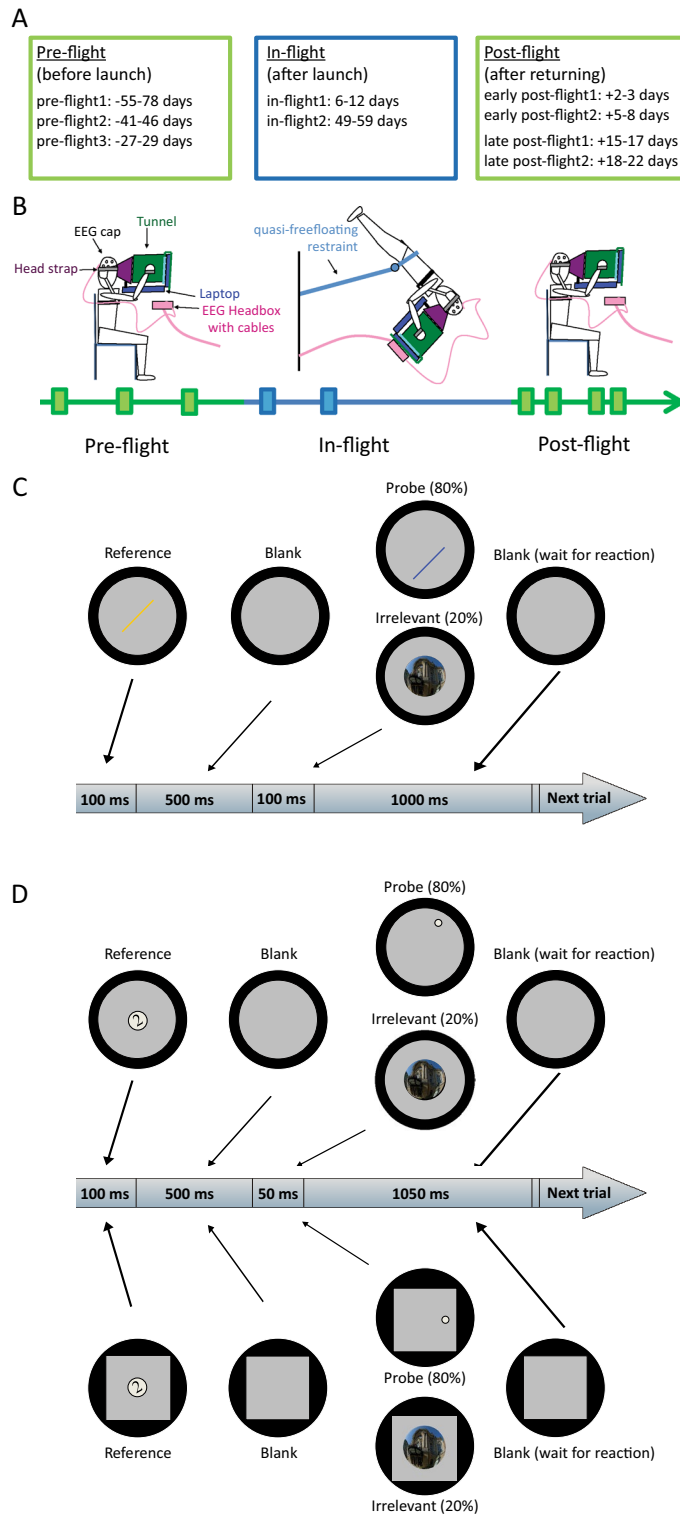 A
Pre-flight
(before launch)
pre-flight1: -55-78 days
pre-flight2: -41-46 days
pre-flight3: -27-29 days
In-flight
(after launch)
in-flight1: 6-12 days
in-flight2: 49-59 days
Post-flight
(after returning)
early post-flight1: +2-3 days
early post-flight2: +5-8 days
late post-flight1: +15-17 days
late post-flight2: +18-22 days
B
EEG cap
Tunnel
Head strap
Laptop
EEG Headbox
with cables
quasi-freefloating
restraint
Pre-flight
In-flight
Post-flight
C
Probe (80%)
Reference
Blank
Blank (wait for reaction)
Irrelevant (20%)
100 ms
500 ms
100 ms
1000 ms
Next trial
D
Probe (80%)
Reference
Blank
Blank (wait for reaction)
2
Irrelevant (20%)
100 ms
500 ms
50 ms
1050 ms
Next trial
2
Probe (80%)
Reference
Blank
Blank (wait for reaction)
Irrelevant (20%)